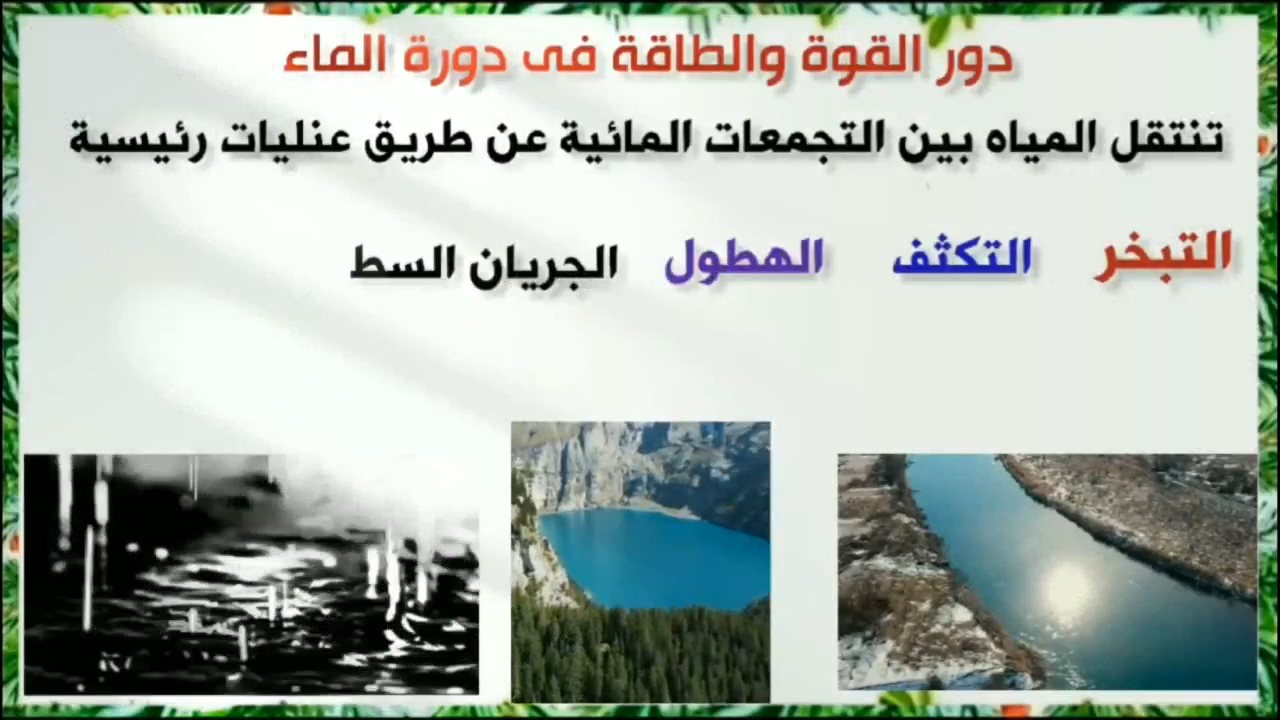 دور القوة والطاقة فى دورة الماء
تنتقل المياه بين التجمعات المائية عن طريق عنليات رئيسية
التبخر التكثف الهطول الجريان السط